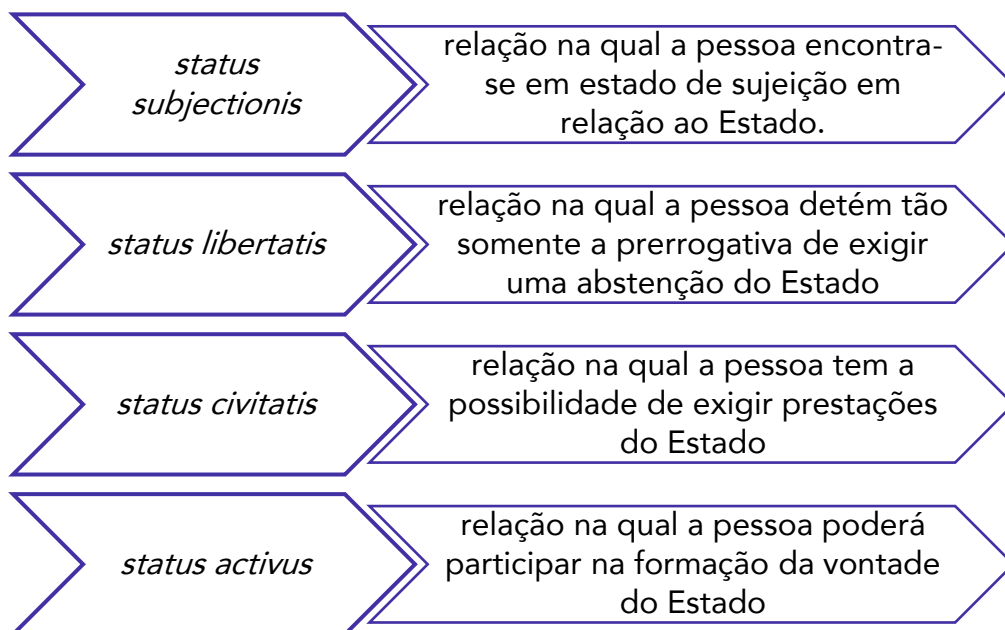 status
subjectionis
relação na qual a pessoa encontra-
se em estado de sujeição em
relação ao Estado.
status libertatis
relação na qual a pessoa detém tão
somente a prerrogativa de exigir
uma abstenção do Estado
status civitatis
relação na qual a pessoa tem a
possibilidade de exigir prestações
do Estado
status activus
relação na qual a pessoa poderá
participar na formação da vontade
do Estado